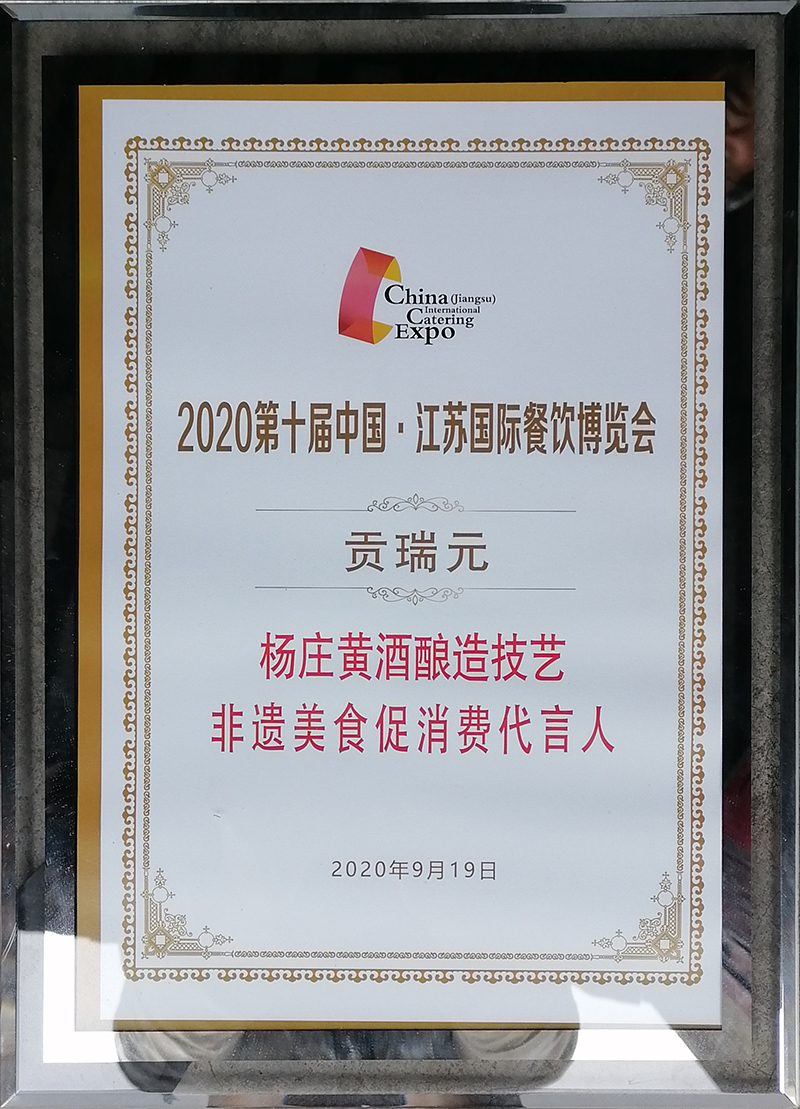 China (Jiangsu)
International
Catering
Expo
2020第十届中国·江苏国际餐饮博览会
贡瑞元
杨庄黄酒酿造技艺
非遗美食促消费代言人
2020年9月19日